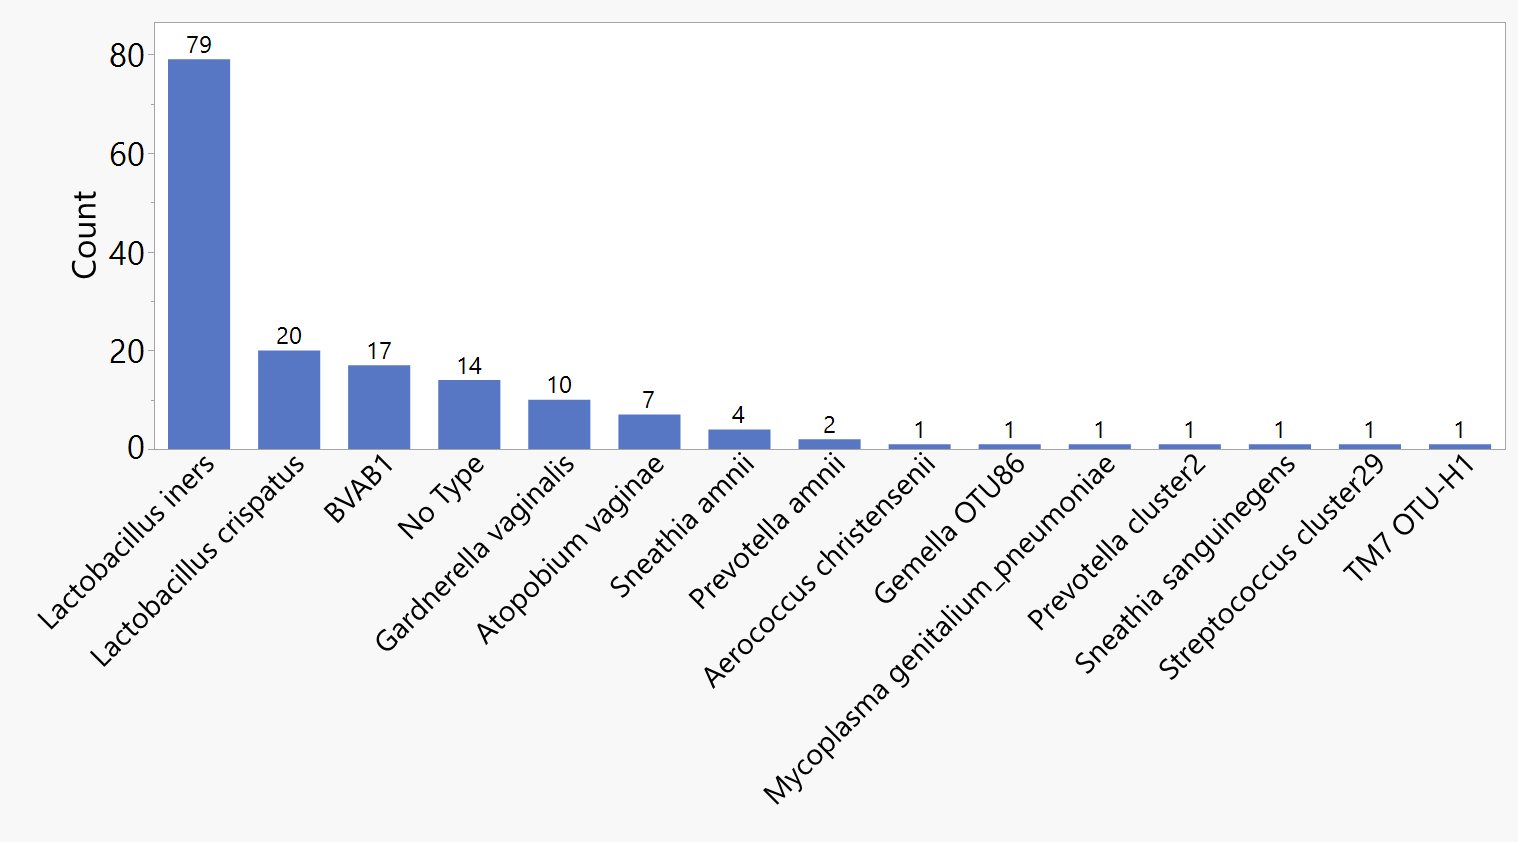 Count
80
60
40
20
0
79
20
17
14
10
7
4
2
1
1
1
1
1
1
1
Lactobacillus iners
Lactobacillus crispatus
BVAB1
No Type
Gardnerella vaginalis
Atopobium vaginae
Sneathia amnii
Prevotella amnii
Aerococcus christensenii
Gemella OTU86
Mycoplasma genitalium_pneumoniae
Prevotella cluster2
Sneathia sanguinegens
Streptococcus cluster29
TM7 OTU-H1